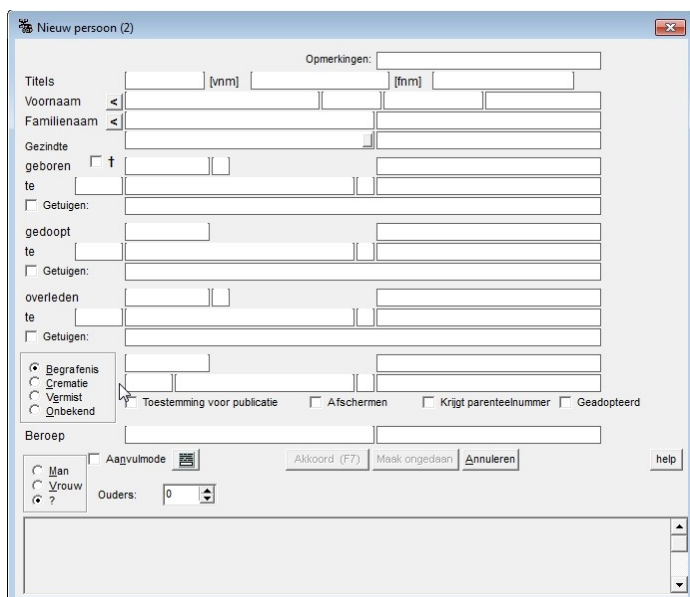 Nieuw persoon (2)
Opmerkingen:
Titels [vnm] [fnm]
Voornaam <
Familienaam <
Gezindte
geboren †
te
Getuigen:
gedoopt
te
Getuigen:
overleden
te
Getuigen:
Begrafenis
Crematie
Vermist
Onbekend
Toestemming voor publicatie Afschermen Krijgt parenteelnummer Geadopteerd
Beroep
Aanvulmode Akkoord (F7) Maak ongedaan Annuleren help
Man
Vrouw
?
Ouders: 0